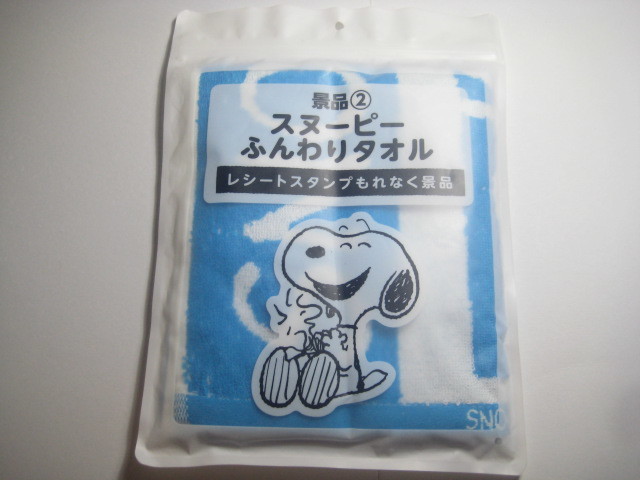 景品②
スヌーピー
ふんわりタオル
レシートスタンプもれなく景品
SNO